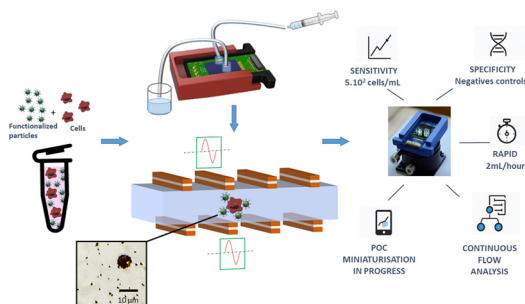 SENSITIVITY
5.10² cells/mL
SPECIFICITY
Negatives controls
Functionalized
particles
+
Cells
RAPID
2mL/hour
10 µm
POC
MINIATURISATION
IN PROGRESS
CONTINUOUS
FLOW
ANALYSIS